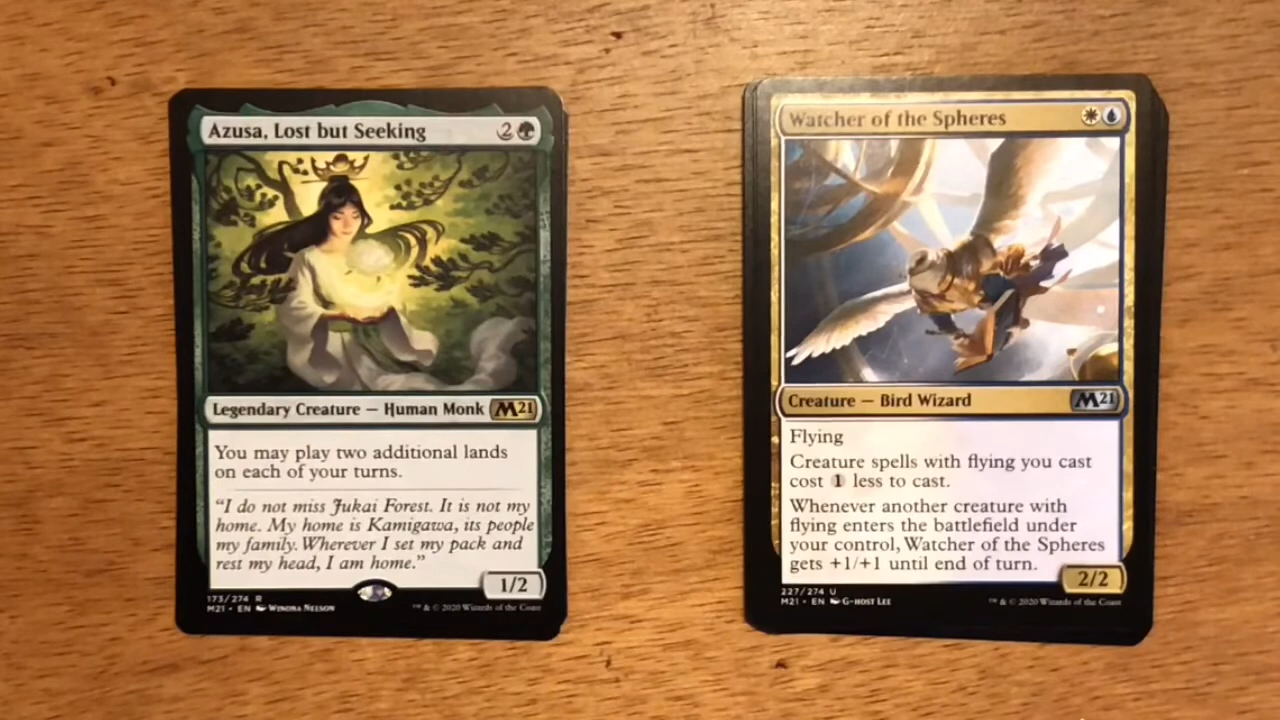 Azusa, Lost but Seeking 2
Legendary Creature — Human Monk M21
You may play two additional lands
on each of your turns.
“I do not miss Jukai Forest. It is not my
home. My home is Kamigawa, its people
my family. Wherever I set my pack and
rest my head, I am home.”
1/2
173/274 R
M21 • EN Winona Nelson
™ & © 2020 Wizards of the Coast
Watcher of the Spheres
Creature — Bird Wizard M21
Flying
Creature spells with flying you cast
cost 1 less to cast.
Whenever another creature with
flying enters the battlefield under
your control, Watcher of the Spheres
gets +1/+1 until end of turn.
2/2
227/274 U
M21 • EN G-host Lee
™ & © 2020 Wizards of the Coast